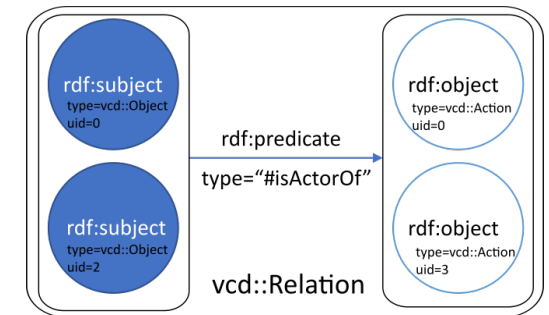 rdf:subject
type=vcd::Object
uid=0
rdf:subject
type=vcd::Object
uid=2
rdf:predicate
type=“#isActorOf”
rdf:object
type=vcd::Action
uid=0
rdf:object
type=vcd::Action
uid=3
vcd::Relation